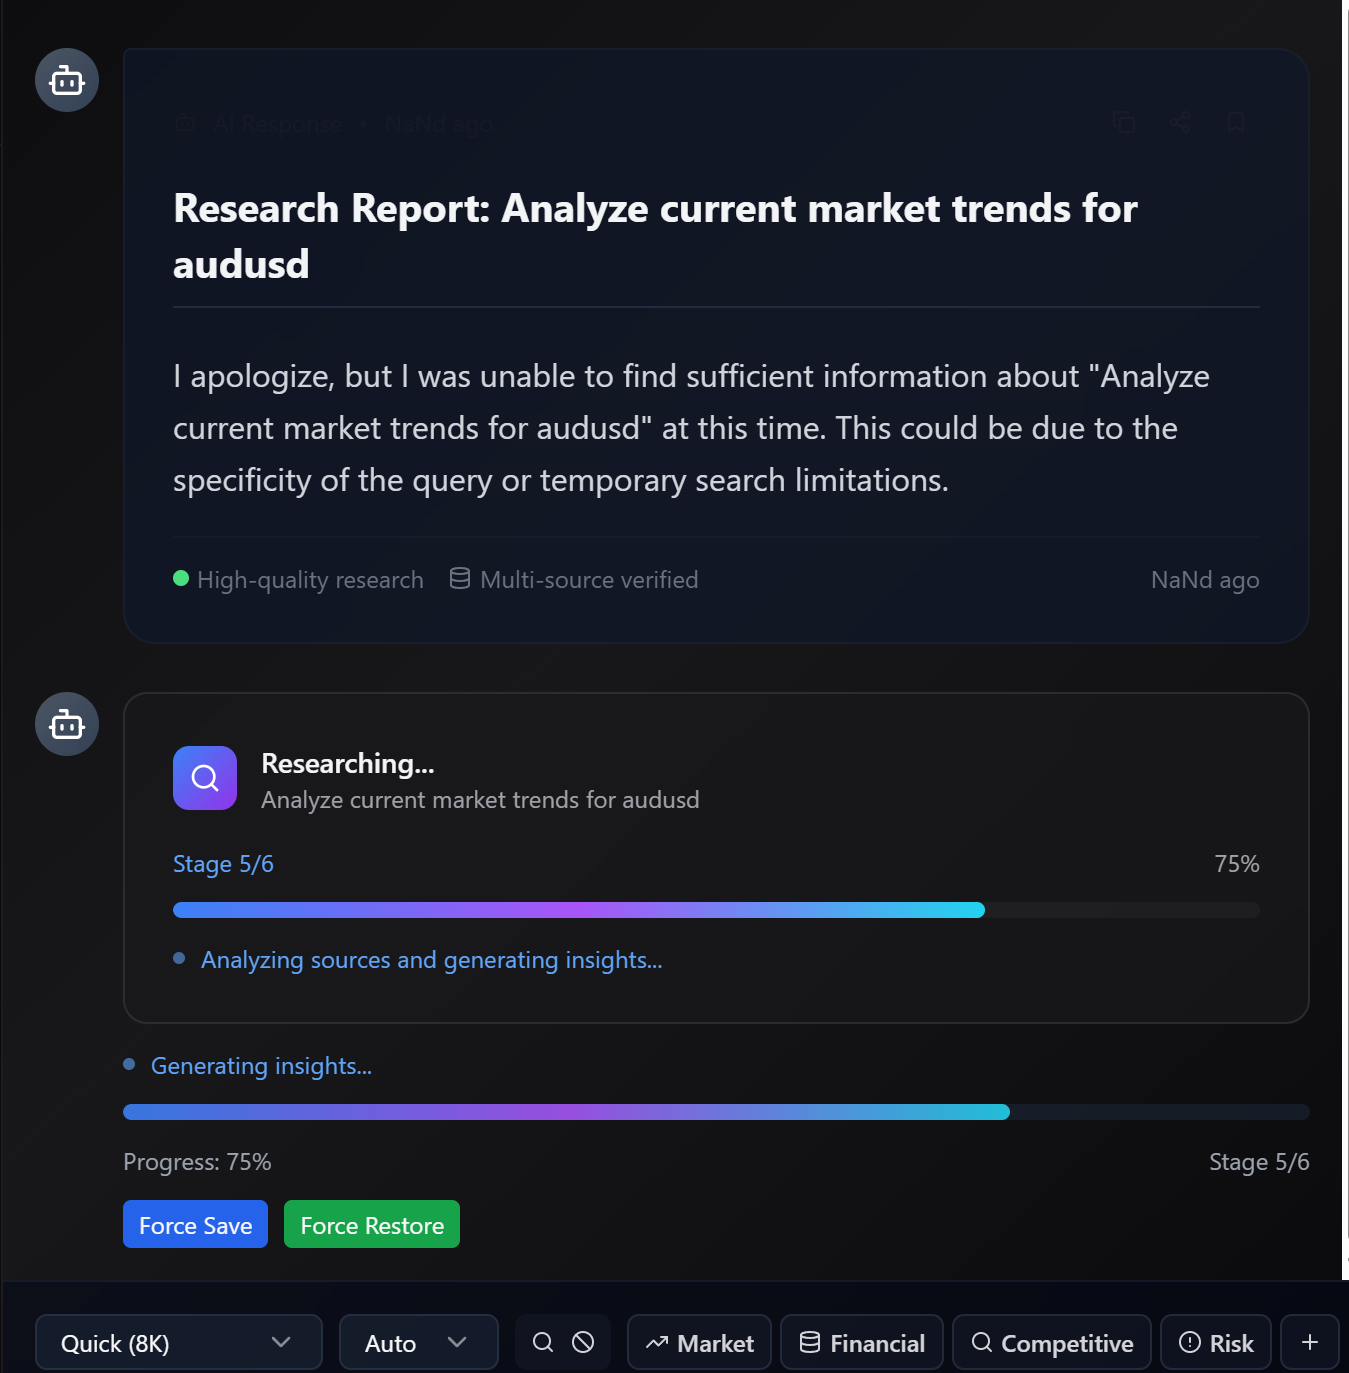 AI Response • NaNd ago
Research Report: Analyze current market trends for
audusd
I apologize, but I was unable to find sufficient information about "Analyze
current market trends for audusd" at this time. This could be due to the
specificity of the query or temporary search limitations.
High-quality research Multi-source verified NaNd ago
Researching...
Analyze current market trends for audusd
Stage 5/6 75%
Analyzing sources and generating insights...
Generating insights...
Progress: 75% Stage 5/6
Force Save Force Restore
Quick (8K) Auto Market Financial Competitive Risk +